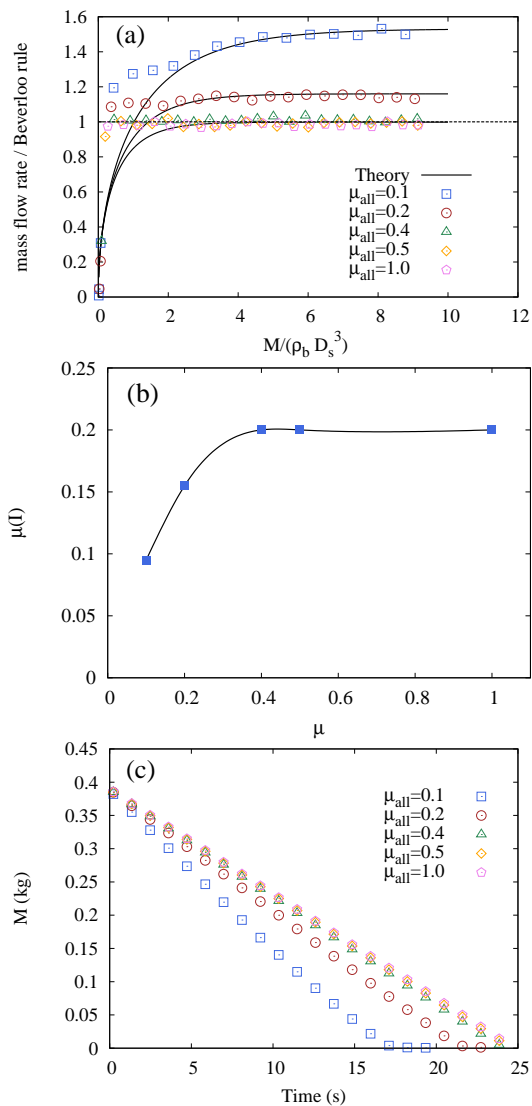 (a)
mass flow rate / Beverloo rule
1.6
1.4
1.2
1
0.8
0.6
0.4
0.2
0
Theory
μall=0.1
μall=0.2
μall=0.4
μall=0.5
μall=1.0
0 2 4 6 8 10 12
M/(ρb Ds^3)
(b)
μ(I)
0.25
0.2
0.15
0.1
0.05
0
0 0.2 0.4 0.6 0.8 1
μ
(c)
M (kg)
0.45
0.4
0.35
0.3
0.25
0.2
0.15
0.1
0.05
0
μall=0.1
μall=0.2
μall=0.4
μall=0.5
μall=1.0
0 5 10 15 20 25
Time (s)